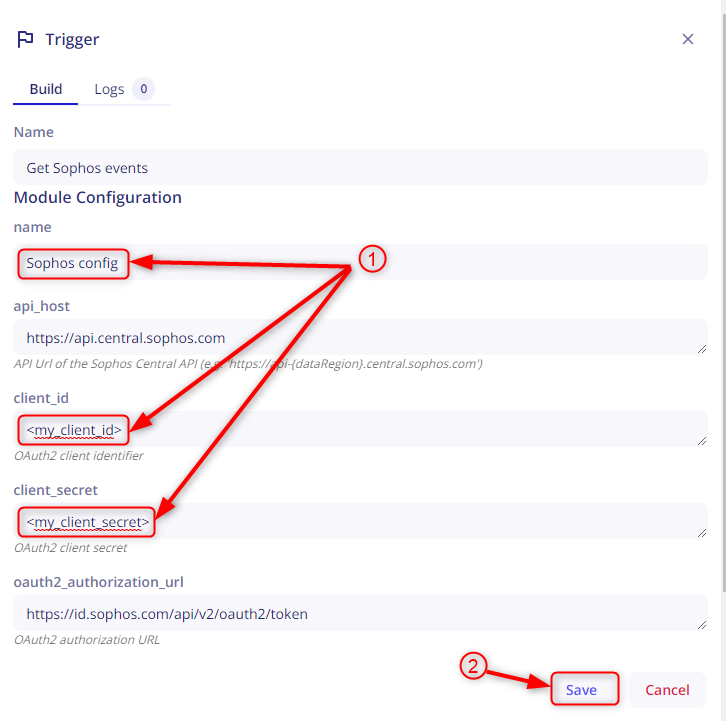 Trigger
Build Logs 0
Name
Get Sophos events
Module Configuration
name
Sophos config
1
api_host
https://api.central.sophos.com
API Url of the Sophos Central API (e.g. 'https://api-{dataRegion}.central.sophos.com')
client_id
<my_client_id>
OAuth2 client identifier
client_secret
<my_client_secret>
OAuth2 client secret
oauth2_authorization_url
https://id.sophos.com/api/v2/oauth2/token
OAuth2 authorization URL
2
Save Cancel